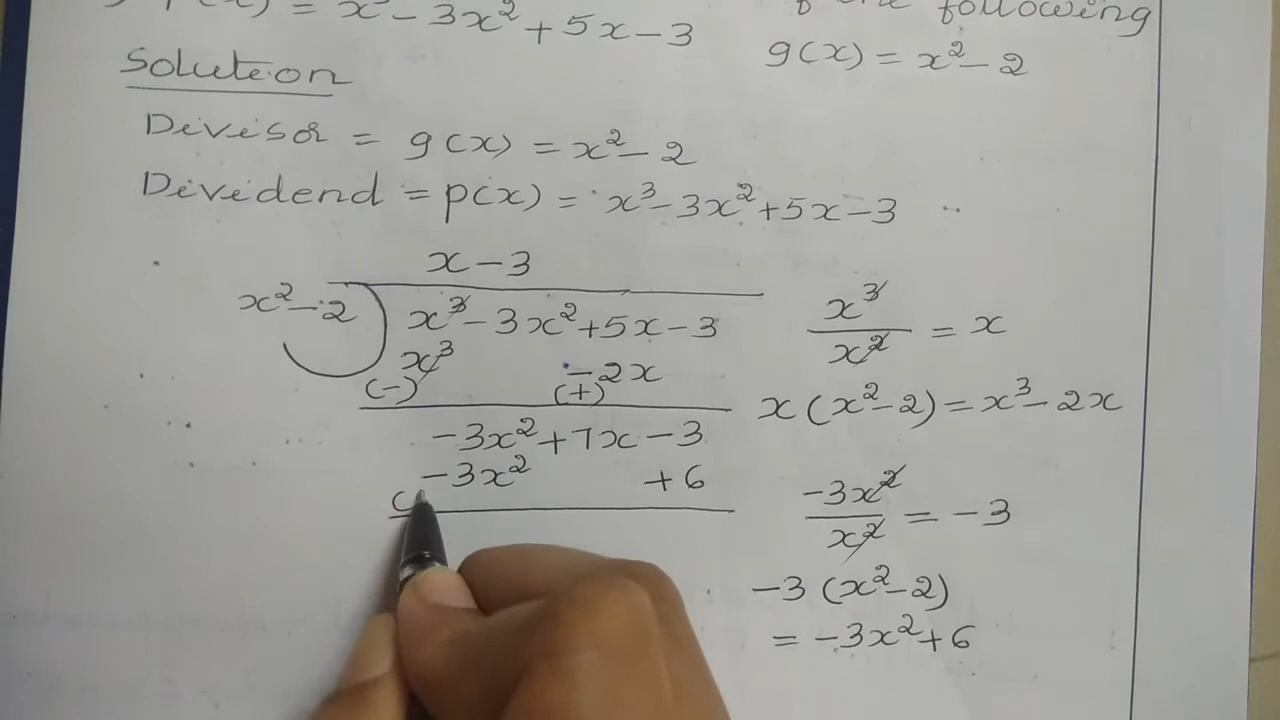 p(x) = x³ - 3x² + 5x - 3
of the following
g(x) = x² - 2
Solution
Divisor = g(x) = x² - 2
Dividend = p(x) = x³ - 3x² + 5x - 3
x - 3
x² - 2 ) x³ - 3x² + 5x - 3
x³ - 2x
(-) (+)
-3x² + 7x - 3
-3x² + 6
(
x³ / x² = x
x (x² - 2) = x³ - 2x
-3x² / x² = -3
-3 (x² - 2)
= -3x² + 6